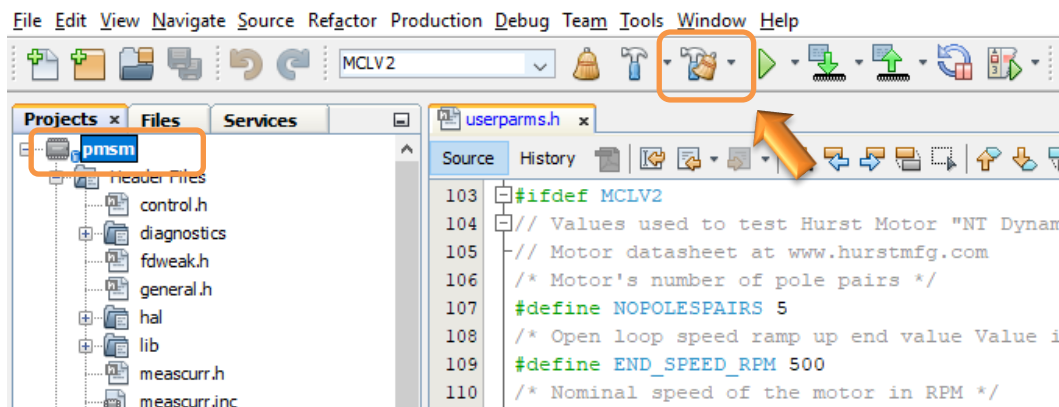 File Edit View Navigate Source Refactor Production Debug Team Tools Window Help
MCLV2
Projects x Files Services
userparms.h x
pmsm
Source History
Header Files
control.h
diagnostics
fdweak.h
general.h
hal
lib
meascurr.h
meascurr.inc
103 #ifdef MCLV2
104 // Values used to test Hurst Motor "NT Dynam
105 // Motor datasheet at www.hurstmfg.com
106 /* Motor's number of pole pairs */
107 #define NOPOLESPAIRS 5
108 /* Open loop speed ramp up end value Value i
109 #define END_SPEED_RPM 500
110 /* Nominal speed of the motor in RPM */